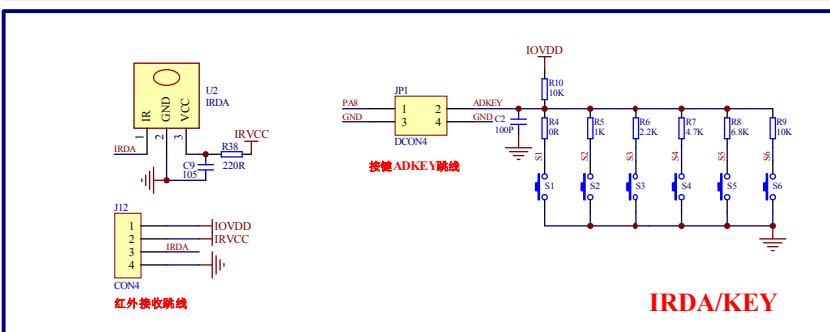 U2
IRDA
IR
GND
VCC
1
2
3
IRDA
IRVCC
R38
220R
C9
105
J12
1
2
3
4
IOVDD
IRVCC
IRDA
CON4
红外接收跳线
JP1
PA8
GND
1 2
3 4
ADKEY
GND
DCON4
按键ADKEY跳线
IOVDD
R10
10K
C2
100P
R4
0R
R5
1K
R6
2.2K
R7
4.7K
R8
6.8K
R9
10K
S1
S2
S3
S4
S5
S6
S1
S2
S3
S4
S5
S6
IRDA/KEY